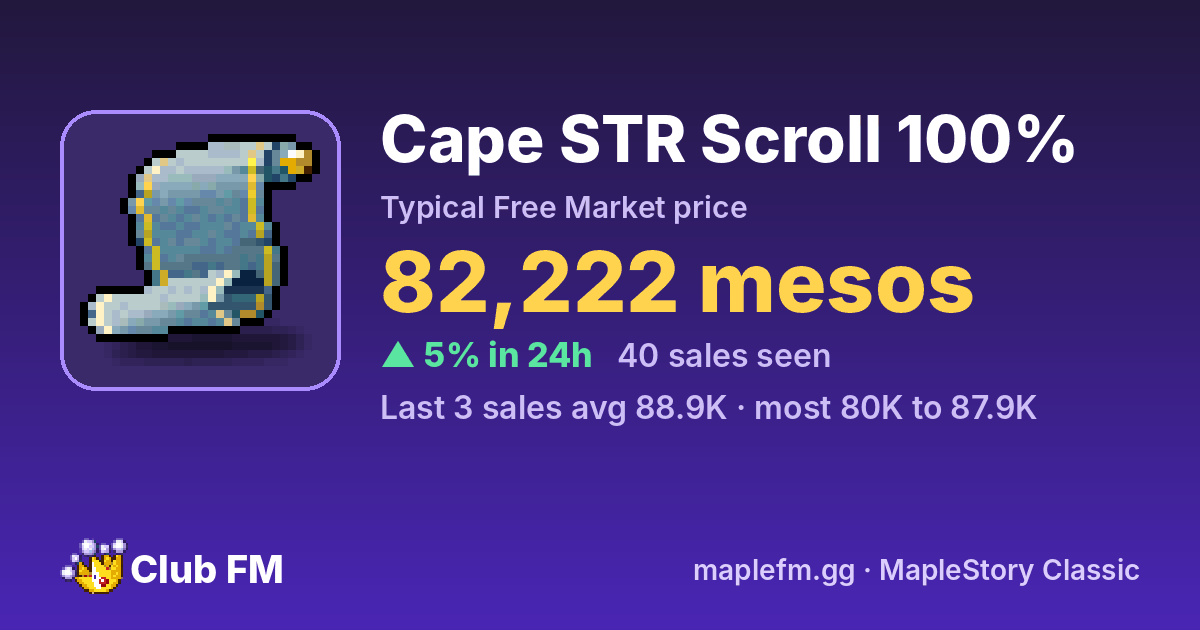 Cape STR Scroll 100%
Typical Free Market price
82,222 mesos
▲ 5% in 24h 40 sales seen
Last 3 sales avg 88.9K · most 80K to 87.9K
Club FM
maplefm.gg · MapleStory Classic